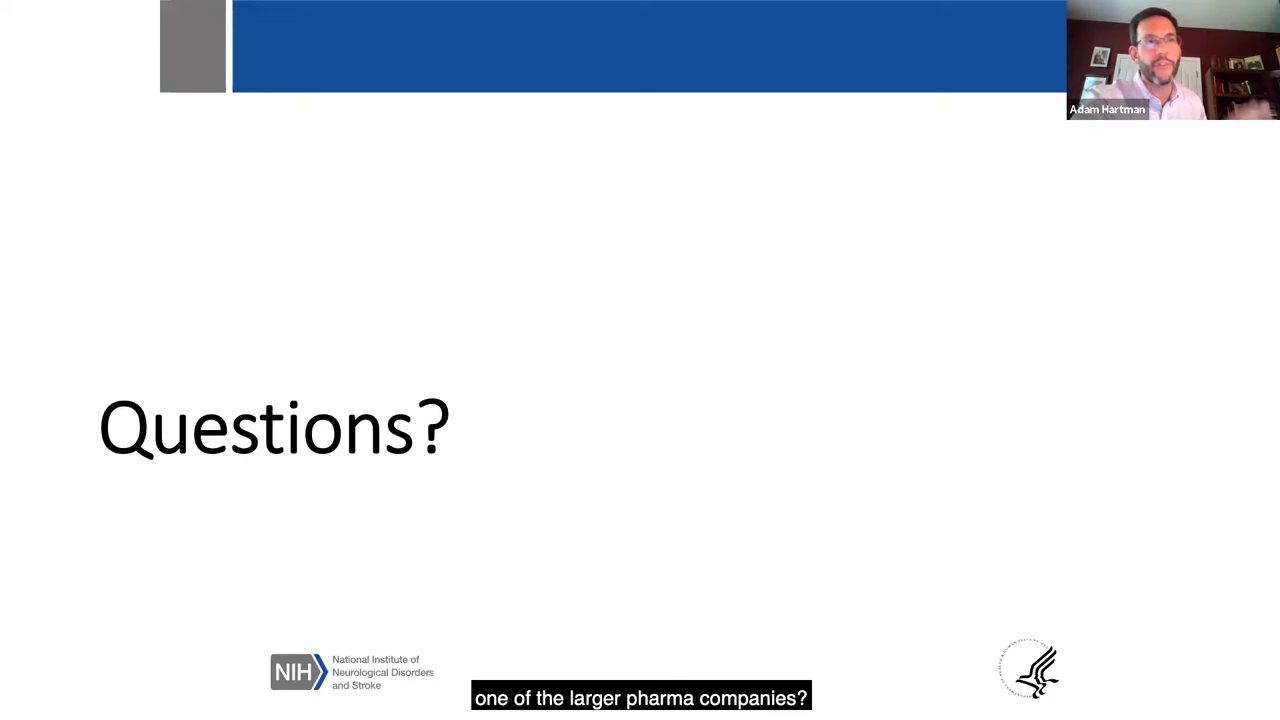 Adam Hartman
Questions?
NIH
National Institute of
Neurological Disorders
and Stroke
one of the larger pharma companies?